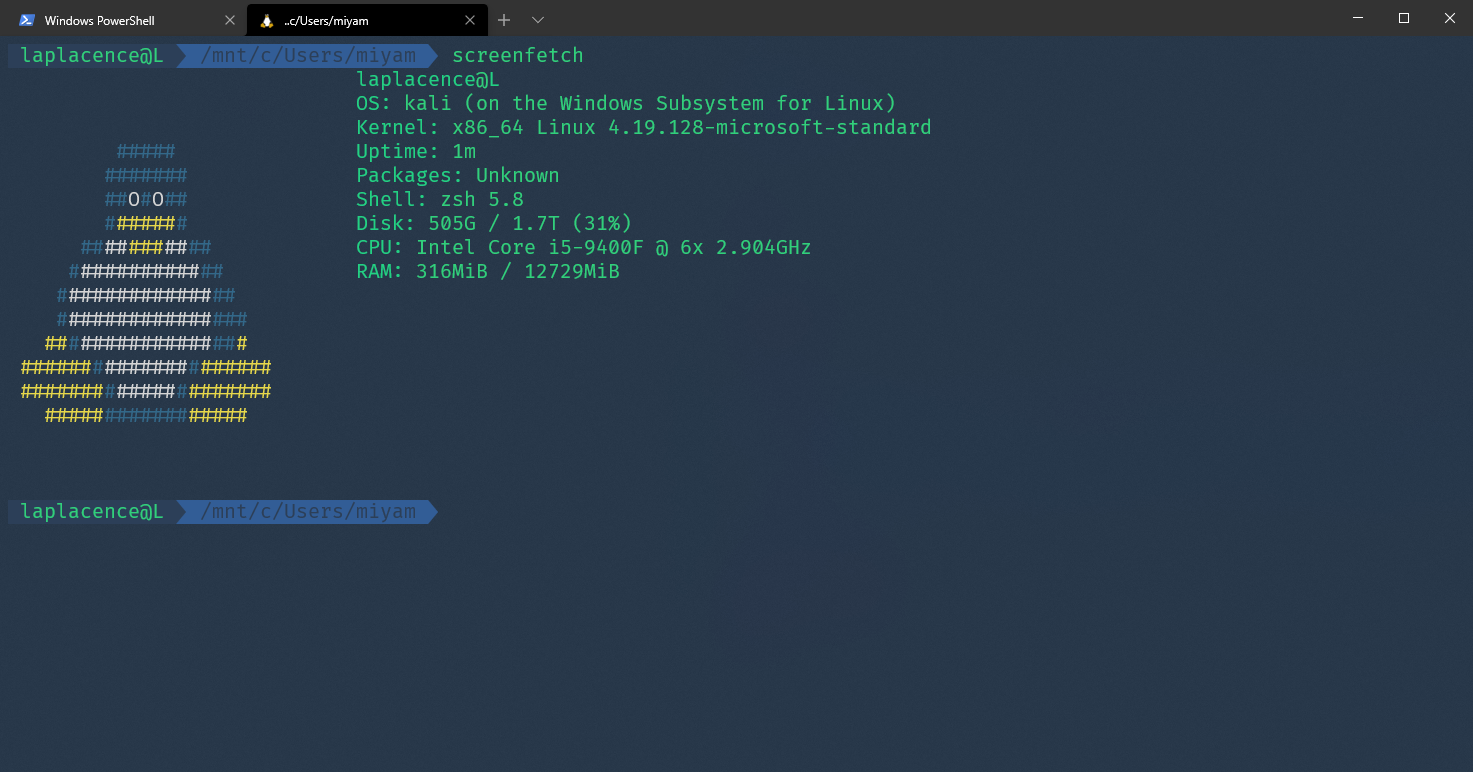 Windows PowerShell
..c/Users/miyam
laplacence@L /mnt/c/Users/miyam screenfetch
laplacence@L
OS: kali (on the Windows Subsystem for Linux)
Kernel: x86_64 Linux 4.19.128-microsoft-standard
##### Uptime: 1m
####### Packages: Unknown
##O#O## Shell: zsh 5.8
####### Disk: 505G / 1.7T (31%)
########### CPU: Intel Core i5-9400F @ 6x 2.904GHz
############# RAM: 316MiB / 12729MiB
###############
################
#################
#####################
#####################
#################
laplacence@L /mnt/c/Users/miyam